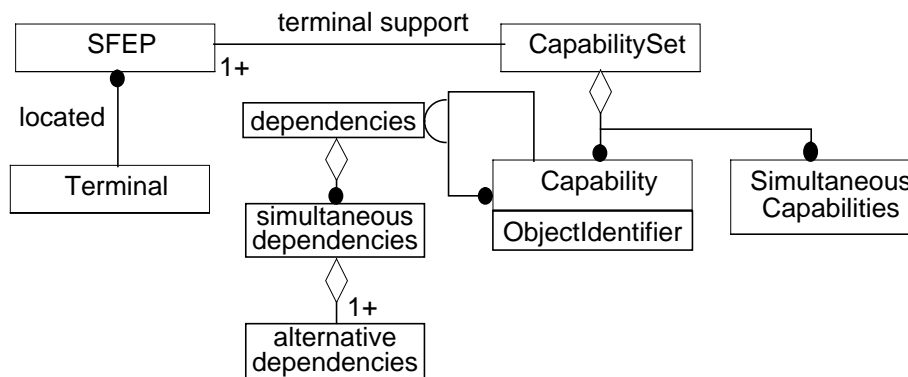 terminal support
SFEP
CapabilitySet
1+
located
dependencies
Terminal
Capability
Simultaneous
Capabilities
simultaneous
dependencies
ObjectIdentifier
1+
alternative
dependencies